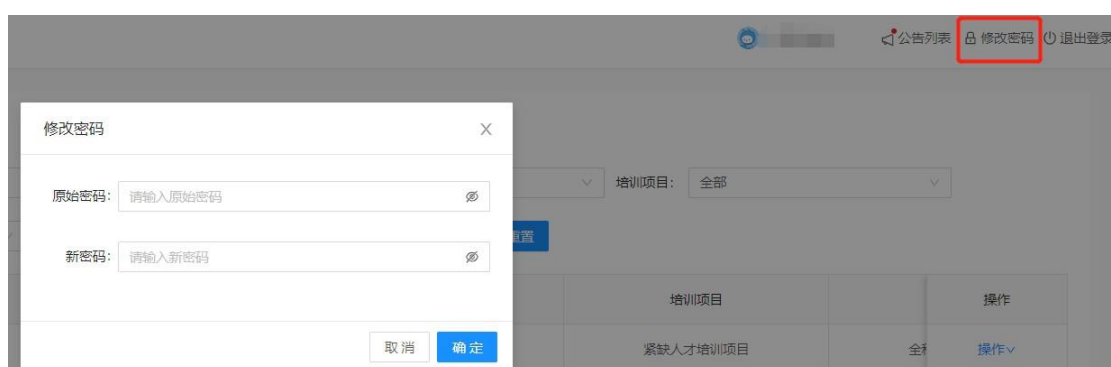 公告列表 修改密码 退出登录
修改密码
原始密码: 请输入原始密码
培训项目: 全部
新密码: 请输入新密码
重置
培训项目 操作
取消 确定
紧缺人才培训项目 全科 操作